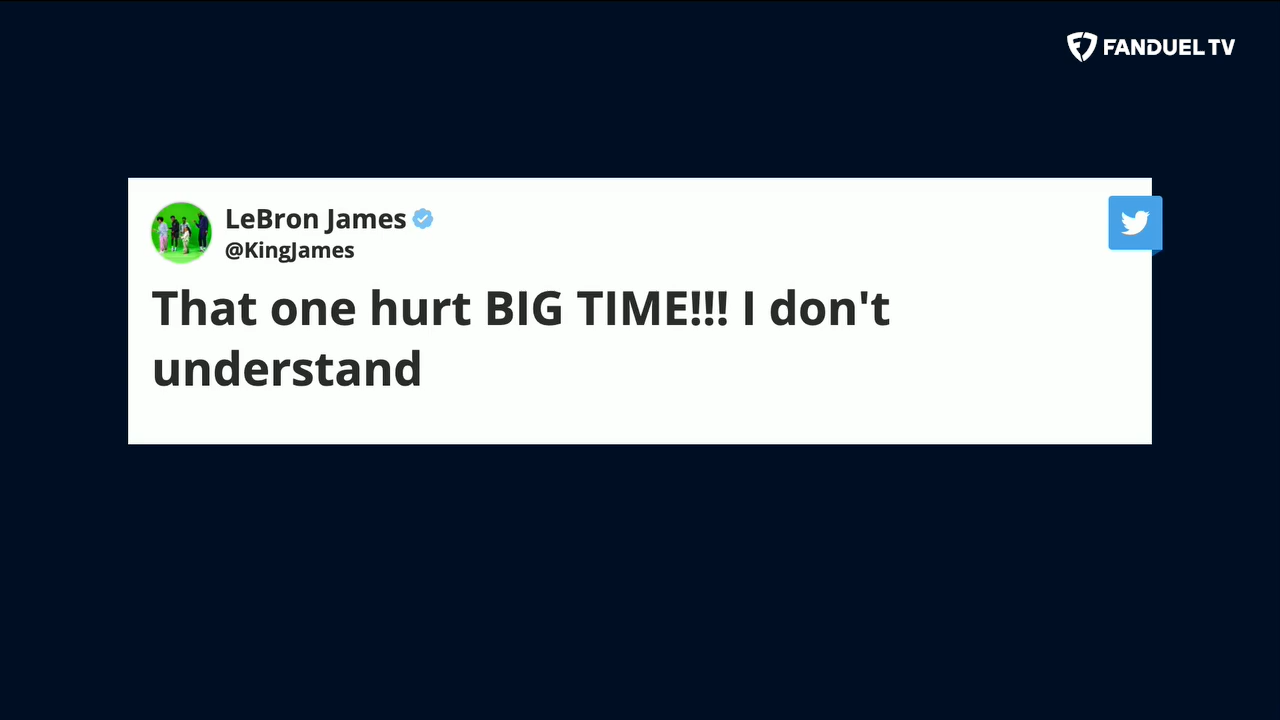 FANDUEL TV
LeBron James
@KingJames
That one hurt BIG TIME!!! I don't
understand